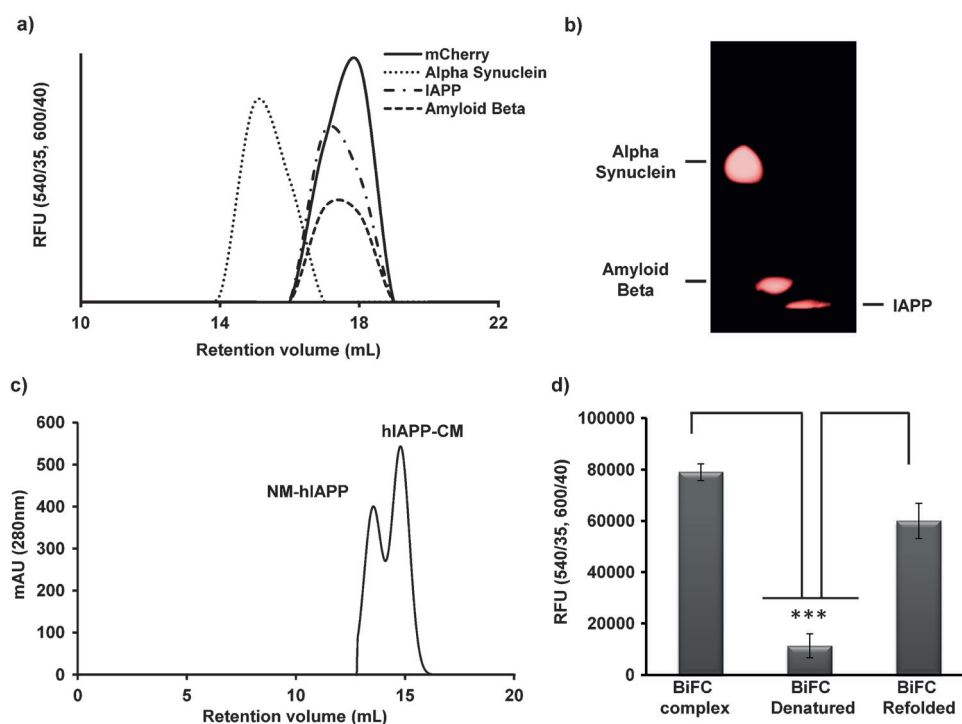 a)
mCherry
Alpha Synuclein
IAPP
Amyloid Beta
RFU (540/35, 600/40)
10
14
18
22
Retention volume (mL)
b)
Alpha
Synuclein
Amyloid
Beta
IAPP
c)
600
500
400
300
200
100
0
mAU (280nm)
NM-hIAPP
hIAPP-CM
0
5
10
15
20
Retention volume (mL)
d)
100000
80000
60000
40000
20000
0
RFU (540/35, 600/40)
***
BiFC
complex
BiFC
Denatured
BiFC
Refolded